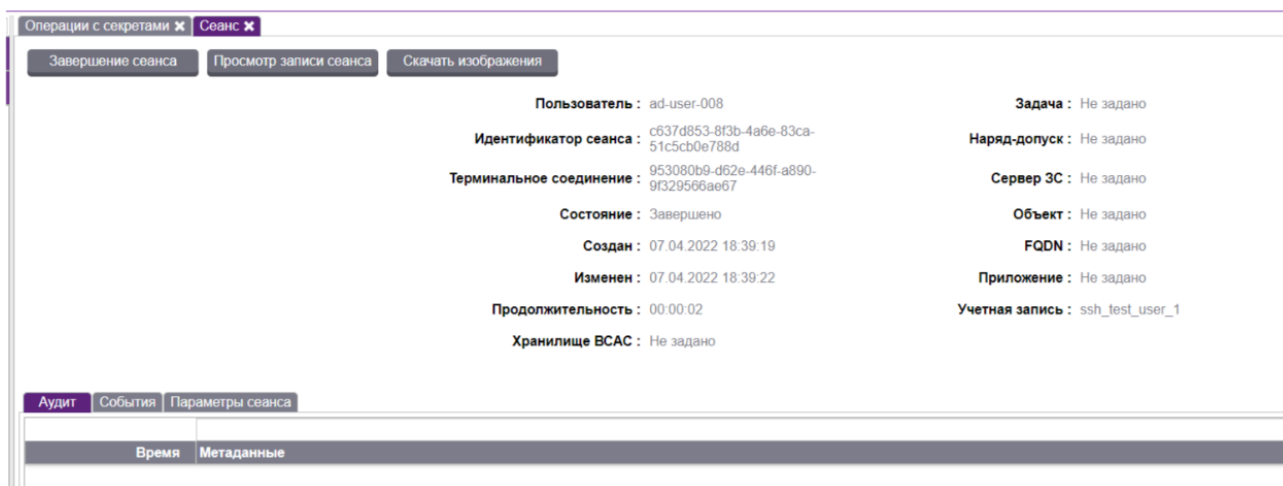 Операции с секретами ✖ Сеанс ✖
Завершение сеанса Просмотр записи сеанса Скачать изображения
Пользователь : ad-user-008 Задача : Не задано
Идентификатор сеанса : c637d853-8f3b-4a6e-83ca-
51c5cb0e788d Наряд-допуск : Не задано
Терминальное соединение : 953080b9-d62e-446f-a890-
9f329566ae67 Сервер ЗС : Не задано
Состояние : Завершено Объект : Не задано
Создан : 07.04.2022 18:39:19 FQDN : Не задано
Изменен : 07.04.2022 18:39:22 Приложение : Не задано
Продолжительность : 00:00:02 Учетная запись : ssh_test_user_1
Хранилище ВСАС : Не задано
Аудит События Параметры сеанса
Время Метаданные